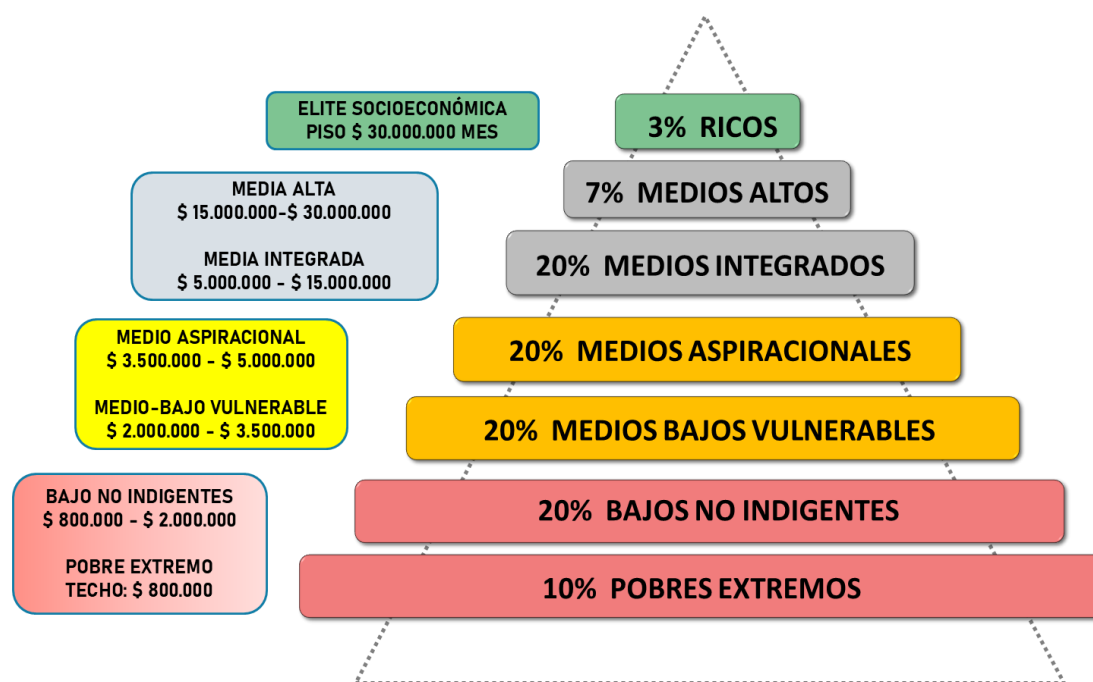 ELITE SOCIOECONÓMICA
PISO $ 30.000.000 MES
3% RICOS
MEDIA ALTA
$ 15.000.000-$ 30.000.000
MEDIA INTEGRADA
$ 5.000.000 - $ 15.000.000
7% MEDIOS ALTOS
20% MEDIOS INTEGRADOS
MEDIO ASPIRACIONAL
$ 3.500.000 - $ 5.000.000
MEDIO-BAJO VULNERABLE
$ 2.000.000 - $ 3.500.000
20% MEDIOS ASPIRACIONALES
20% MEDIOS BAJOS VULNERABLES
BAJO NO INDIGENTES
$ 800.000 - $ 2.000.000
POBRE EXTREMO
TECHO: $ 800.000
20% BAJOS NO INDIGENTES
10% POBRES EXTREMOS